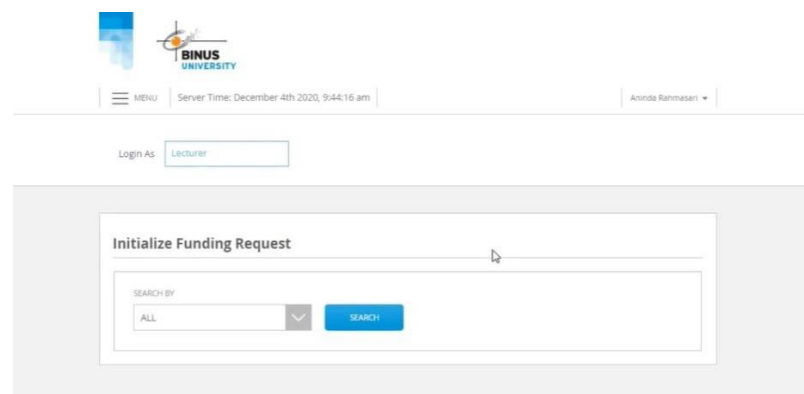 BINUS
UNIVERSITY
MENU
Server Time: December 4th 2020, 9:44:16 am
Aninda Rahmasari
Login As
Lecturer
Initialize Funding Request
SEARCH BY
ALL
SEARCH